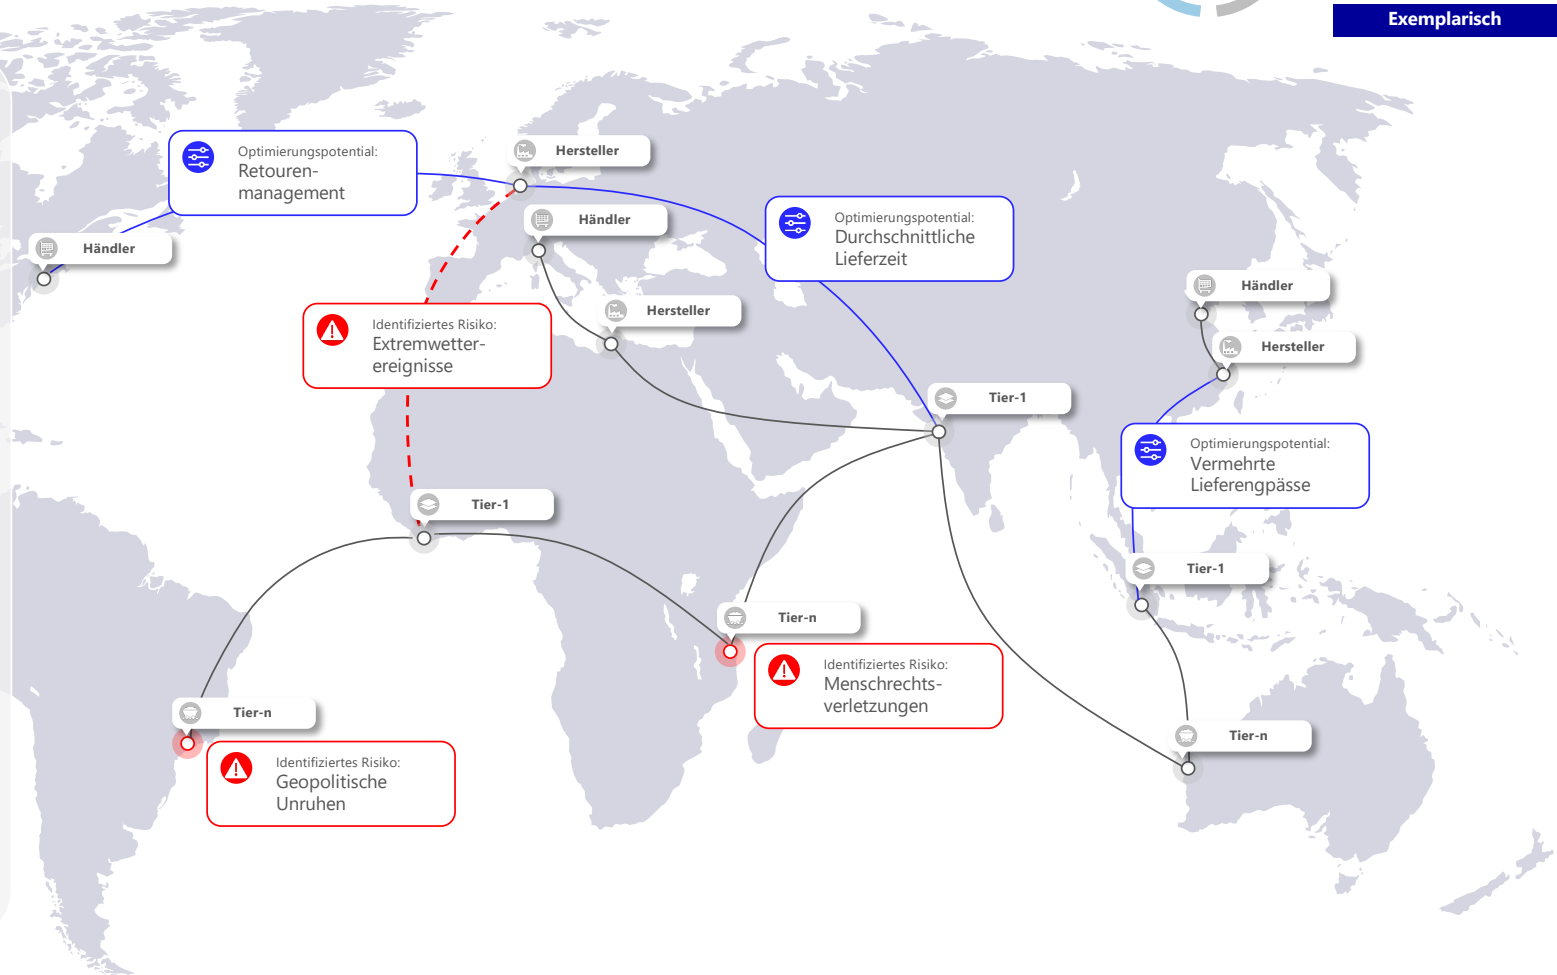 Exemplarisch
Optimierungspotential:
Retouren-
management
Hersteller
Händler
Händler
Optimierungspotential:
Durchschnittliche
Lieferzeit
Händler
Hersteller
Identifiziertes Risiko:
Extremwetter-
ereignisse
Hersteller
Tier-1
Optimierungspotential:
Vermehrte
Lieferengpässe
Tier-1
Tier-1
Tier-n
Identifiziertes Risiko:
Menschrechts-
verletzungen
Tier-n
Identifiziertes Risiko:
Geopolitische
Unruhen
Tier-n